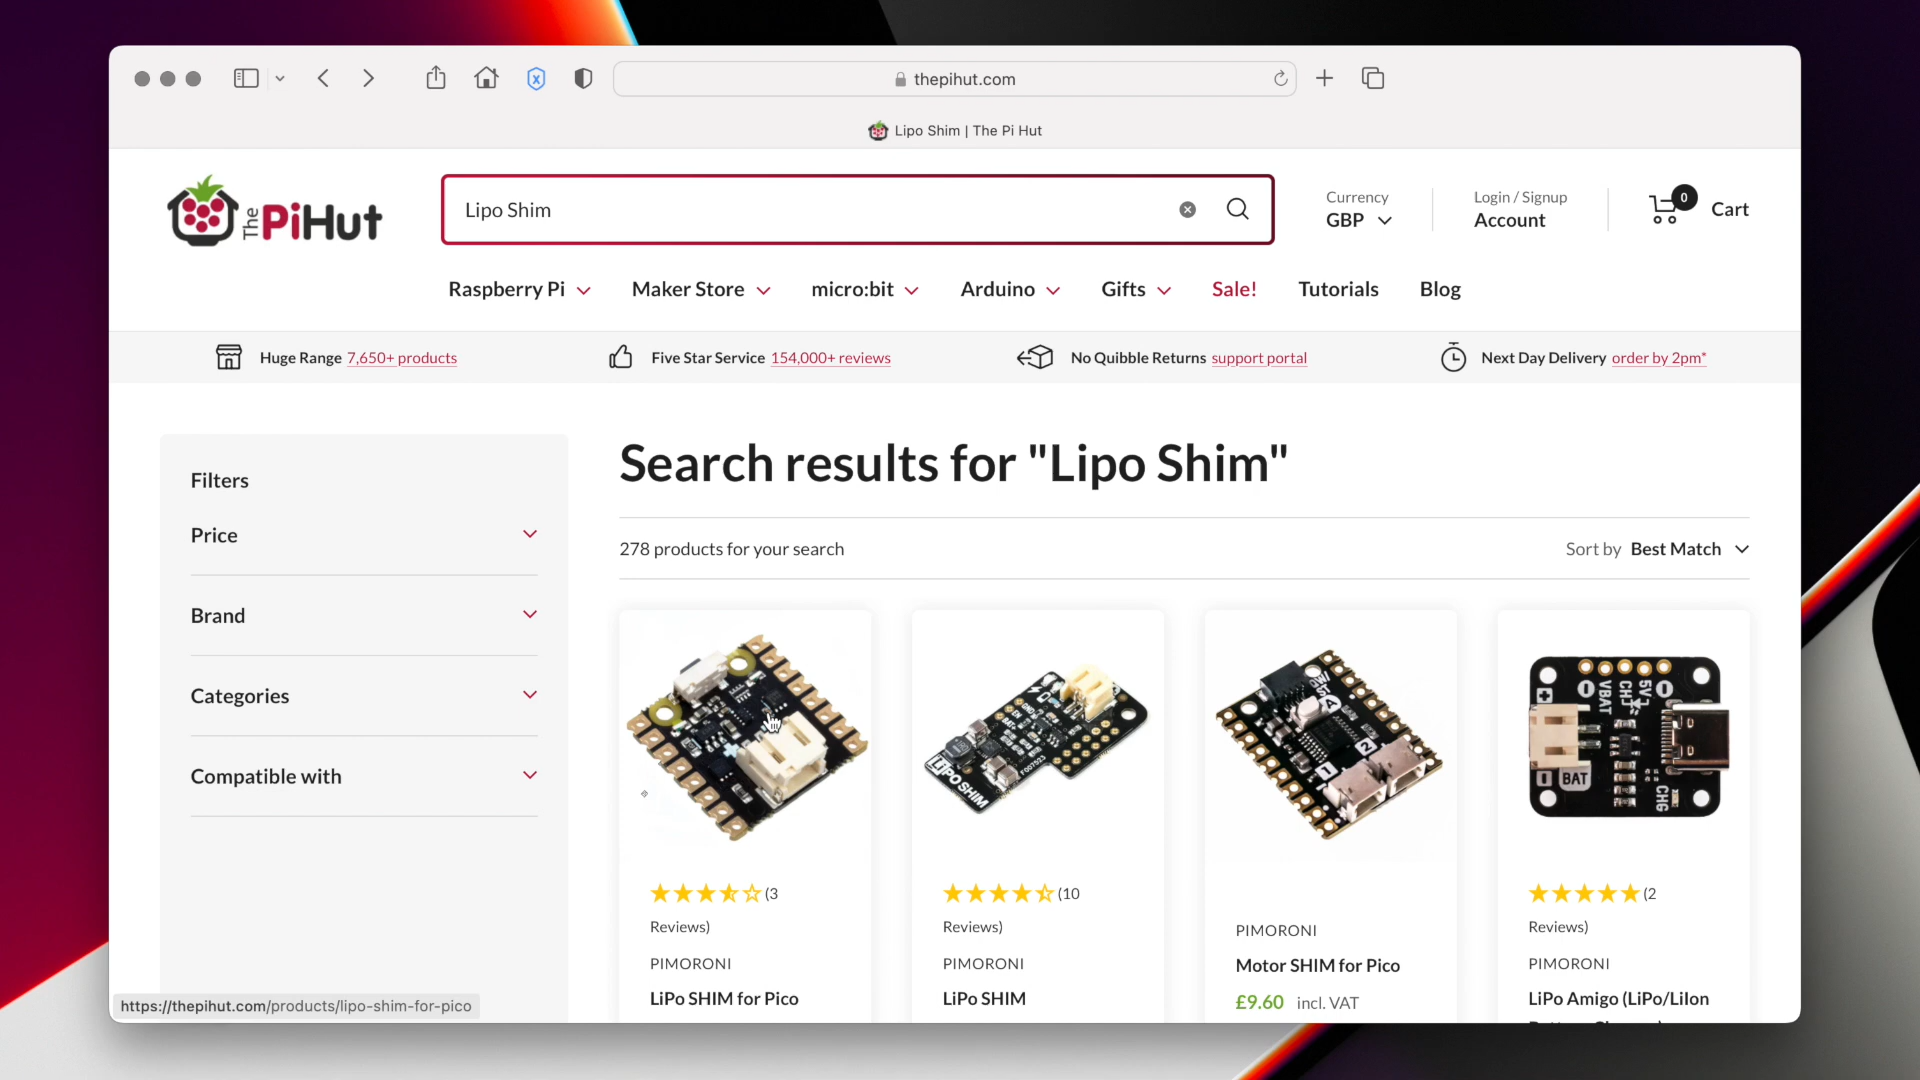 thepihut.com
Lipo Shim | The Pi Hut
The PiHut
Lipo Shim
Currency
GBP
Login / Signup
Account
0
Cart
Raspberry Pi
Maker Store
micro:bit
Arduino
Gifts
Sale!
Tutorials
Blog
Huge Range 7,650+ products
Five Star Service 154,000+ reviews
No Quibble Returns support portal
Next Day Delivery order by 2pm*
Filters
Price
Brand
Categories
Compatible with
Search results for "Lipo Shim"
278 products for your search
Sort by Best Match
LiPO SHIM
VBAT
5V
BAT
CHG
(3
Reviews)
PIMORONI
LiPo SHIM for Pico
(10
Reviews)
PIMORONI
LiPo SHIM
PIMORONI
Motor SHIM for Pico
£9.60 incl. VAT
(2
Reviews)
PIMORONI
LiPo Amigo (LiPo/LiIon
https://thepihut.com/products/lipo-shim-for-pico